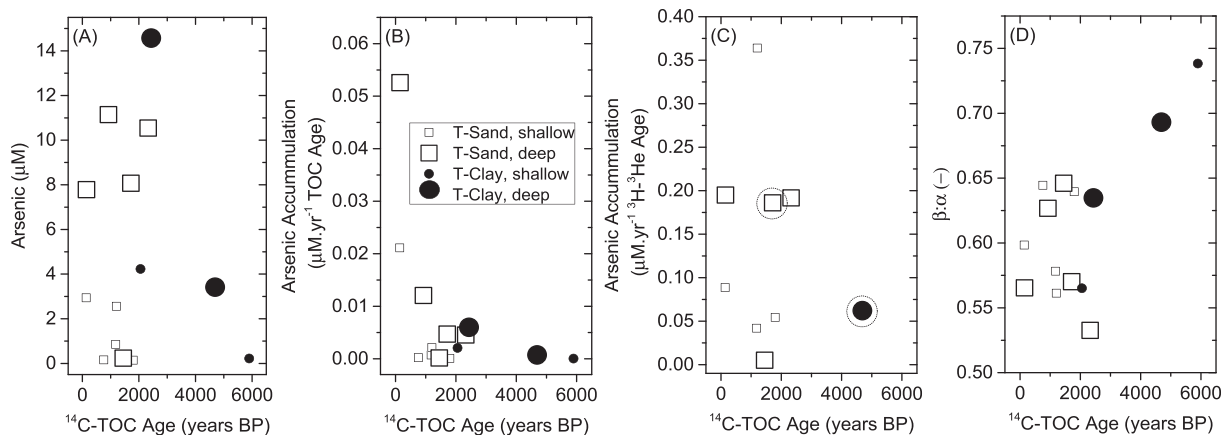 (A)
Arsenic (μM)
14
12
10
8
6
4
2
0
0 2000 4000 6000
¹⁴C-TOC Age (years BP)
(B)
Arsenic Accummulation
(μM.yr⁻¹ TOC Age)
0.06
0.05
0.04
0.03
0.02
0.01
0.00
T-Sand, shallow
T-Sand, deep
T-Clay, shallow
T-Clay, deep
0 2000 4000 6000
¹⁴C-TOC Age (years BP)
(C)
Arsenic Accumulation
(μM.yr⁻¹ ³H-³He Age)
0.40
0.35
0.30
0.25
0.20
0.15
0.10
0.05
0.00
0 2000 4000 6000
¹⁴C-TOC Age (years BP)
(D)
β:α (−)
0.75
0.70
0.65
0.60
0.55
0.50
0 2000 4000 6000
¹⁴C-TOC Age (years BP)